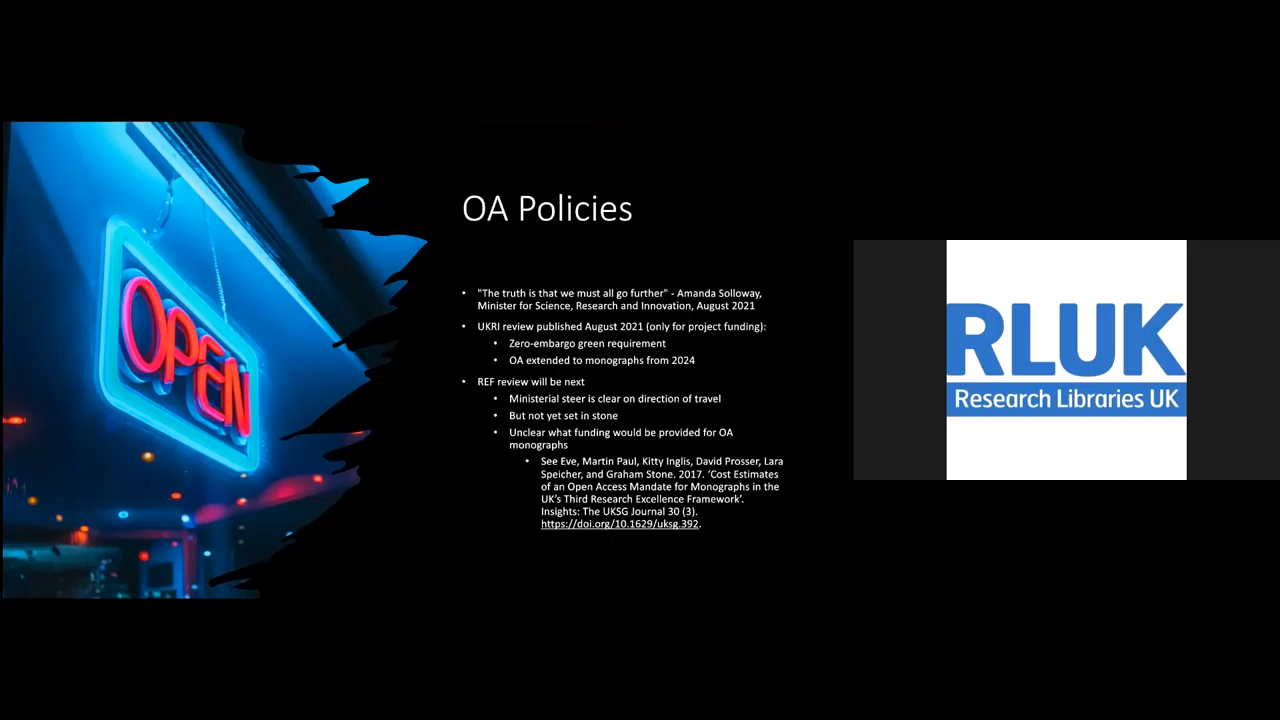 OPEN
OA Policies
• "The truth is that we must all go further" - Amanda Solloway,
Minister for Science, Research and Innovation, August 2021
• UKRI review published August 2021 (only for project funding):
• Zero-embargo green requirement
• OA extended to monographs from 2024
• REF review will be next
• Ministerial steer is clear on direction of travel
• But not yet set in stone
• Unclear what funding would be provided for OA
monographs
• See Eve, Martin Paul, Kitty Inglis, David Prosser, Lara
Speicher, and Graham Stone. 2017. ‘Cost Estimates
of an Open Access Mandate for Monographs in the
UK’s Third Research Excellence Framework’.
Insights: The UKSG Journal 30 (3).
https://doi.org/10.1629/uksg.392.
RLUK
Research Libraries UK